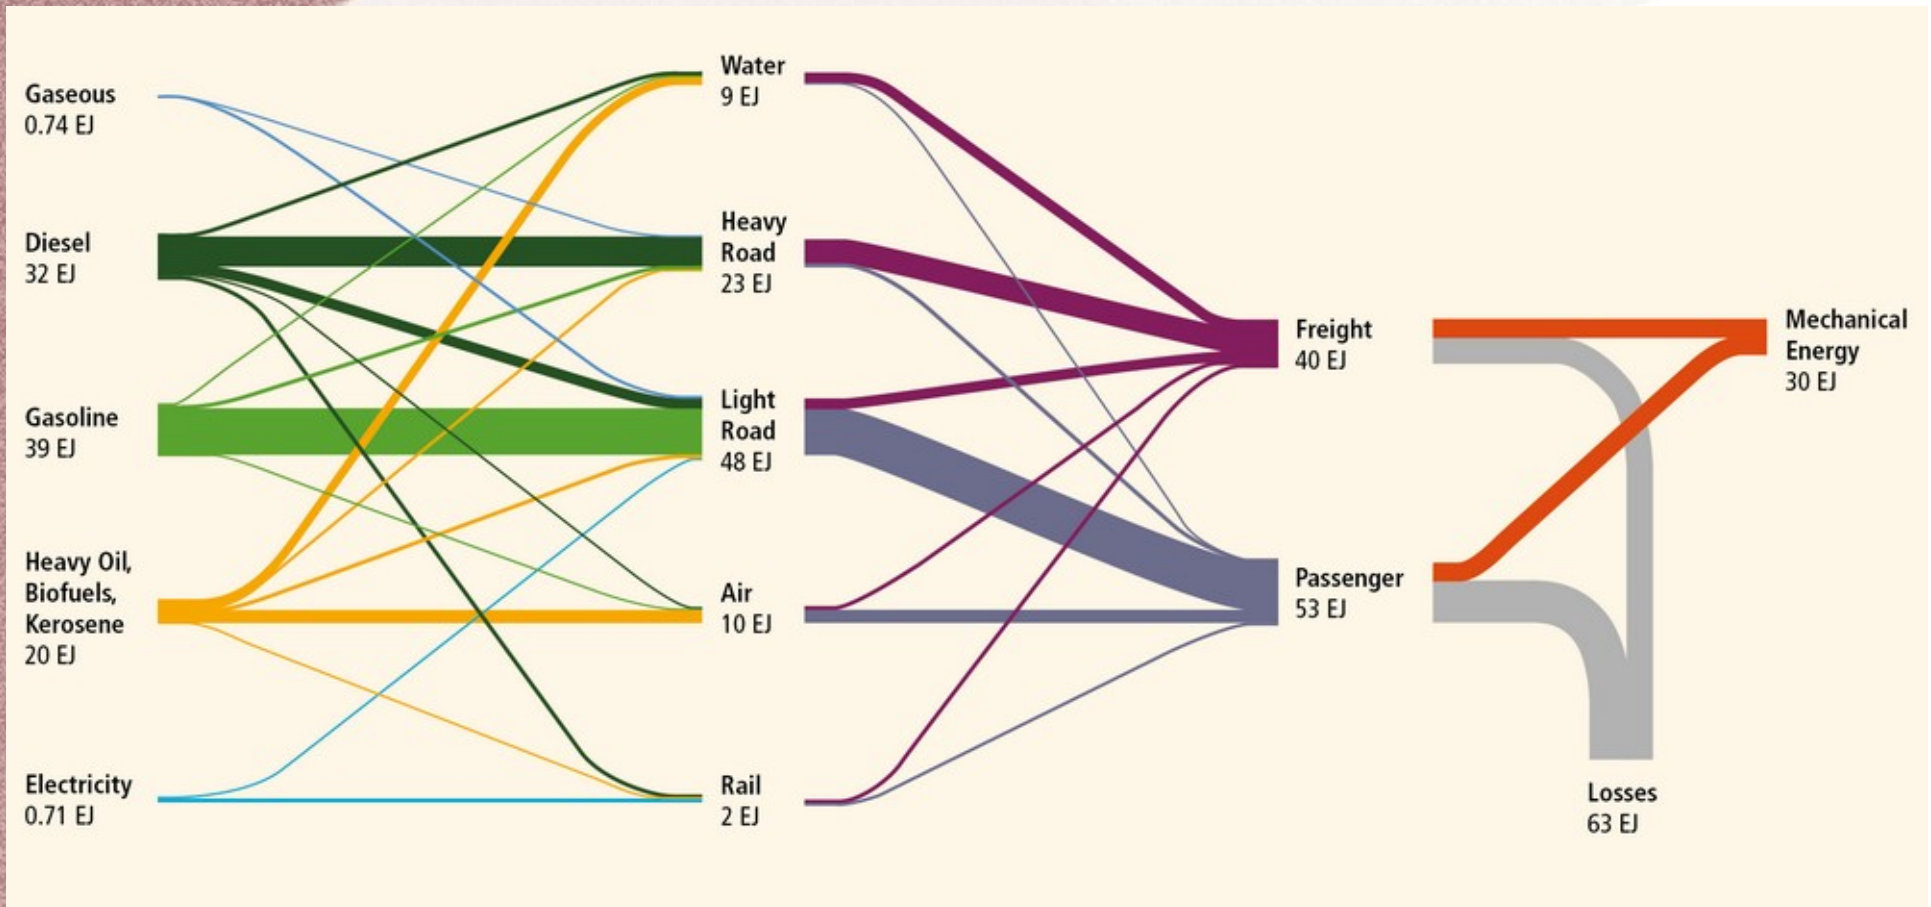 Gaseous
0.74 EJ
Diesel
32 EJ
Gasoline
39 EJ
Heavy Oil,
Biofuels,
Kerosene
20 EJ
Electricity
0.71 EJ
Water
9 EJ
Heavy
Road
23 EJ
Light
Road
48 EJ
Air
10 EJ
Rail
2 EJ
Freight
40 EJ
Passenger
53 EJ
Mechanical
Energy
30 EJ
Losses
63 EJ